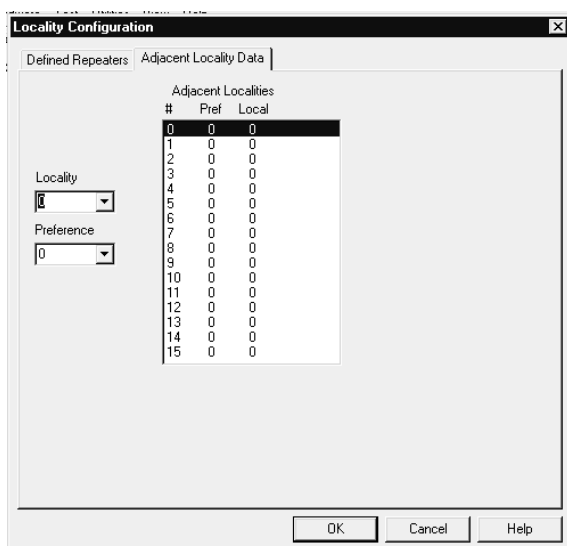 Locality Configuration
Defined Repeaters Adjacent Locality Data
Adjacent Localities
# Pref Local
0 0 0
1 0 0
2 0 0
3 0 0
4 0 0
5 0 0
6 0 0
7 0 0
8 0 0
9 0 0
10 0 0
11 0 0
12 0 0
13 0 0
14 0 0
15 0 0
Locality
0
Preference
0
OK Cancel Help